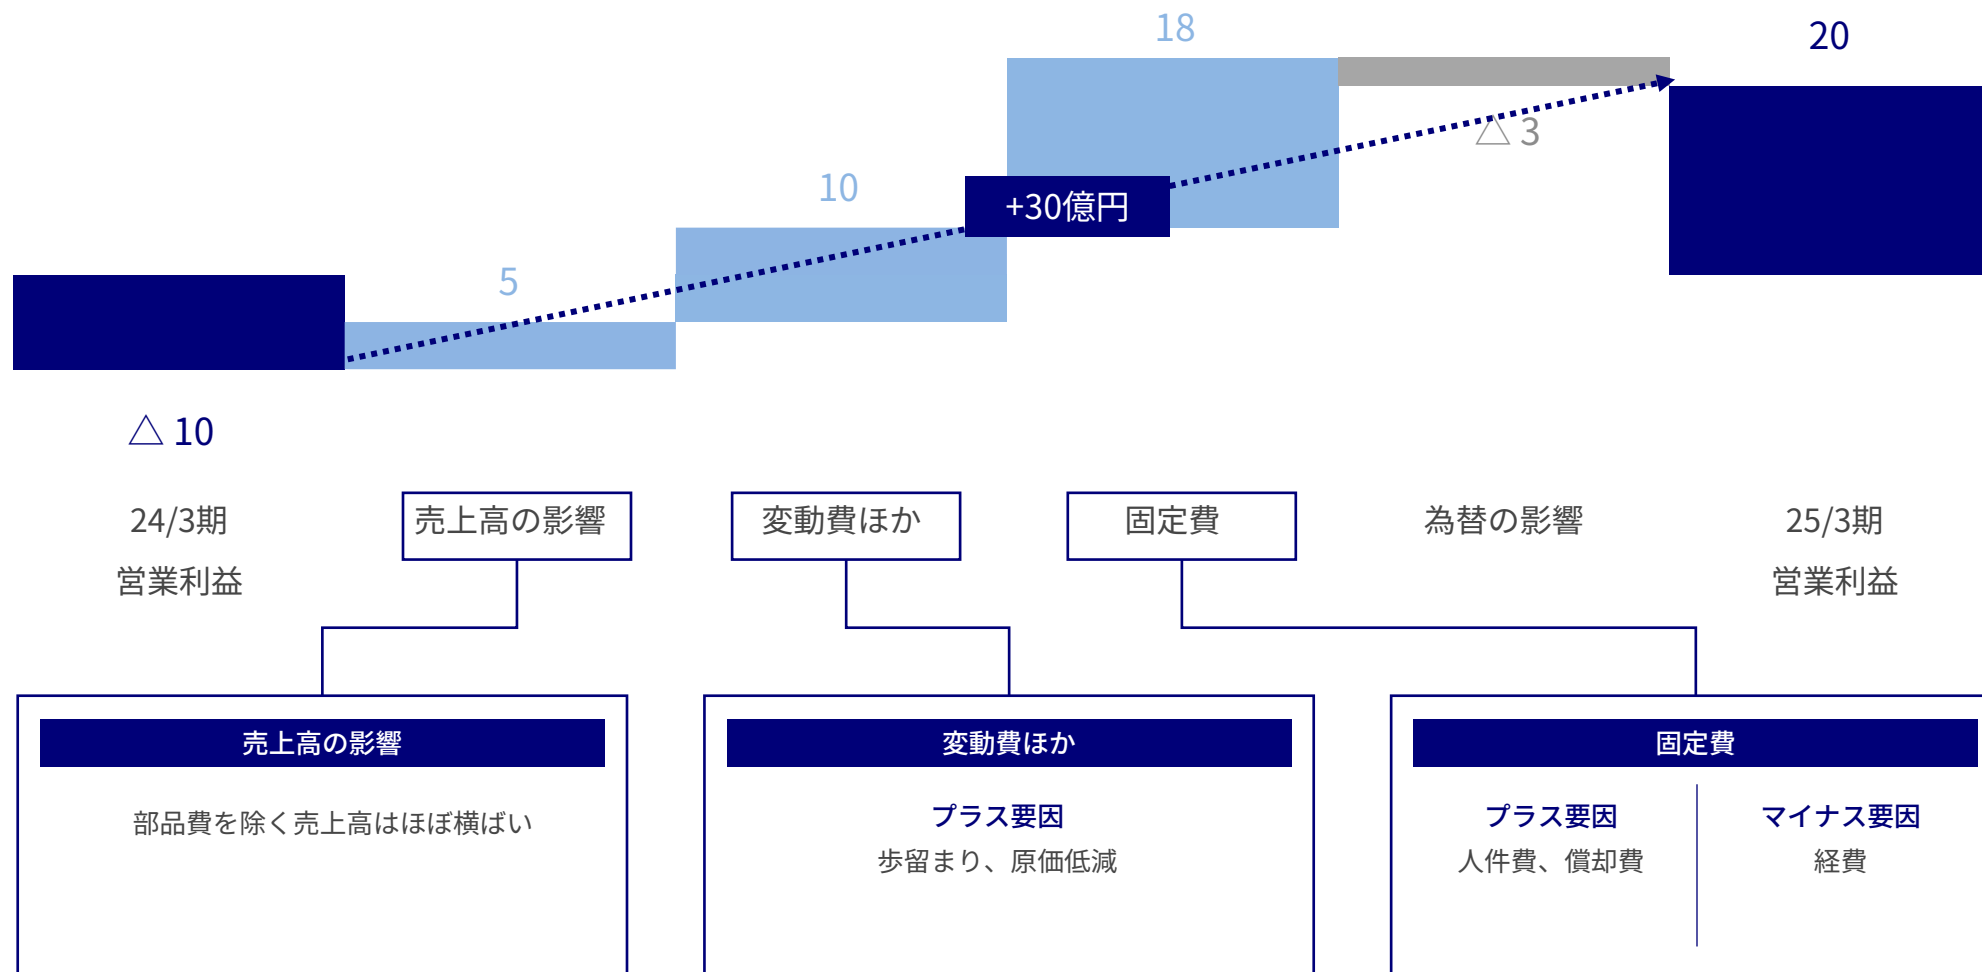 18
20
△ 3
10
+30億円
5
△ 10
24/3期
営業利益
売上高の影響
変動費ほか
固定費
為替の影響
25/3期
営業利益
売上高の影響
部品費を除く売上高はほぼ横ばい
変動費ほか
プラス要因
歩留まり、原価低減
固定費
プラス要因
人件費、償却費
マイナス要因
経費